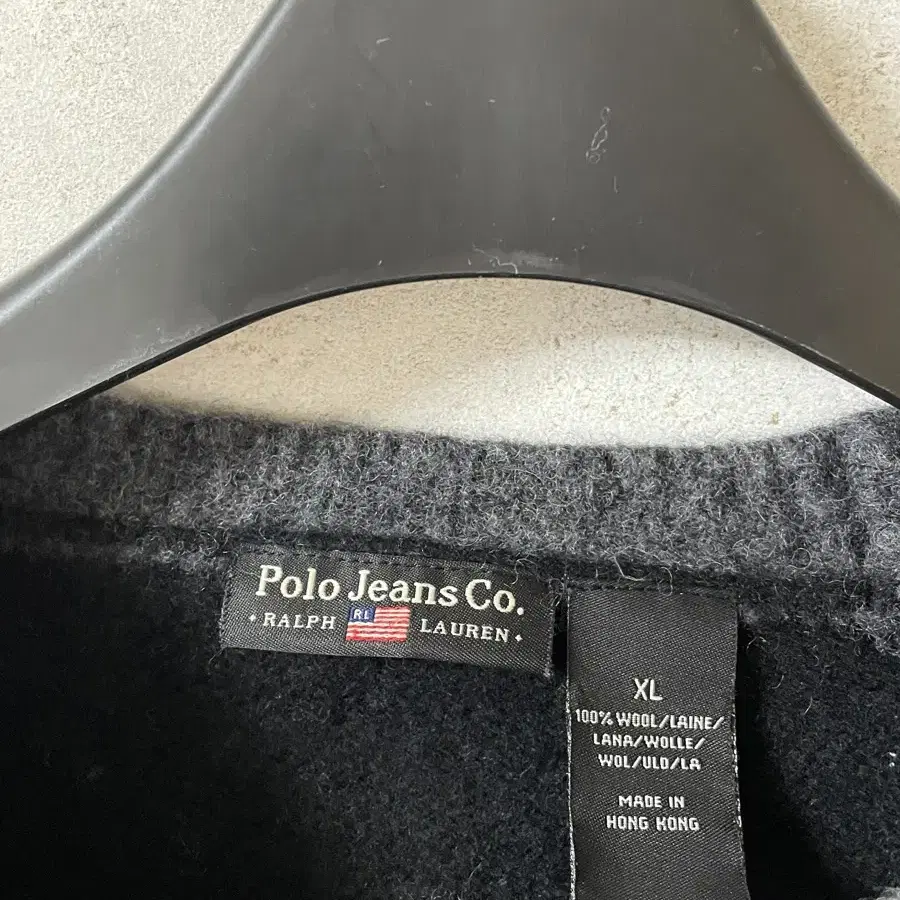 Polo Jeans Co.
• RALPH RL LAUREN •
XL
100% WOOL/LAINE/
LANA/WOLLE/
WOL/ULD/LA
MADE IN
HONG KONG